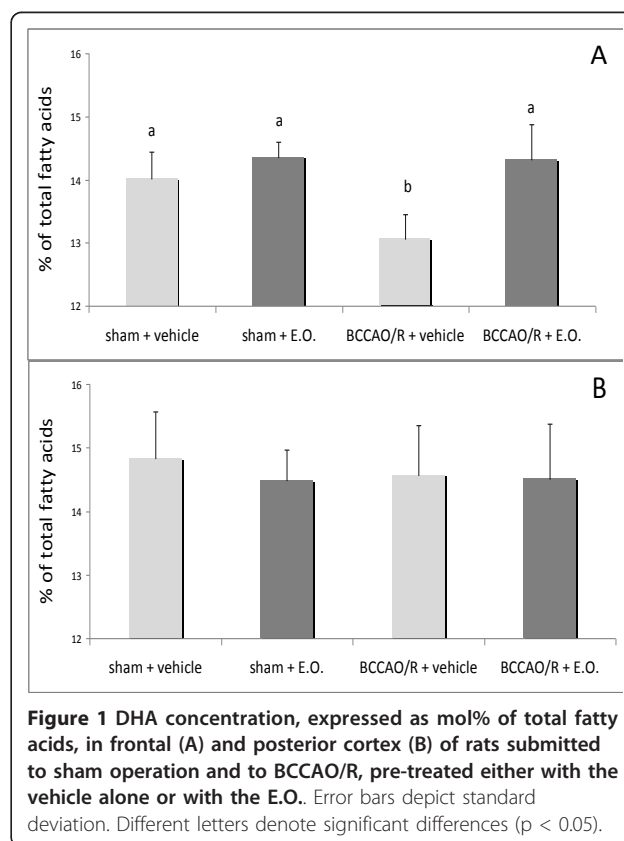 A
% of total fatty acids
16
15
14
13
12
a
a
b
a
sham + vehicle
sham + E.O.
BCCAO/R + vehicle
BCCAO/R + E.O.
B
% of total fatty acids
16
15
14
12
sham + vehicle
sham + E.O.
BCCAO/R + vehicle
BCCAO/R + E.O.
Figure 1 DHA concentration, expressed as mol% of total fatty
acids, in frontal (A) and posterior cortex (B) of rats submitted
to sham operation and to BCCAO/R, pre-treated either with the
vehicle alone or with the E.O.. Error bars depict standard
deviation. Different letters denote significant differences (p < 0.05).